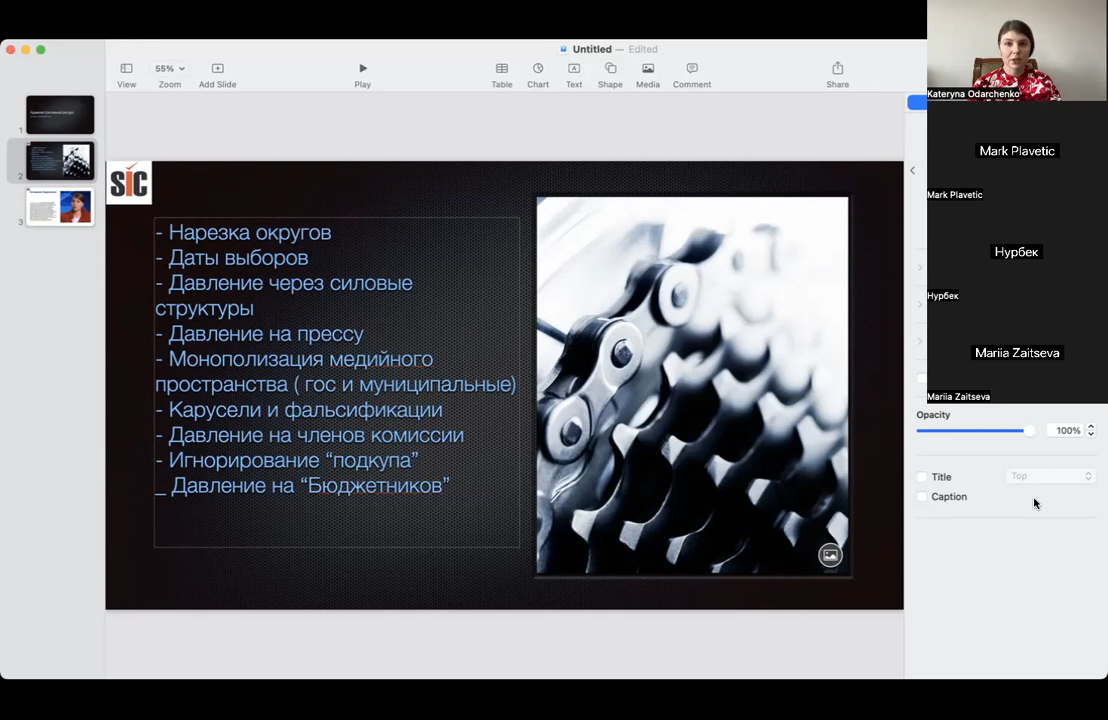 Untitled — Edited
View
55%
Zoom
Add Slide
Play
Table
Chart
Text
Shape
Media
Comment
Share
1
2
3
SIC
- Нарезка округов
- Даты выборов
- Давление через силовые
структуры
- Давление на прессу
- Монополизация медийного
пространства ( гос и муниципальные)
- Карусели и фальсификации
- Давление на членов комиссии
- Игнорирование “подкупа”
_ Давление на “Бюджетников”
Kateryna Odarchenko
Mark Plavetic
Mark Plavetic
Нурбек
Нурбек
Mariia Zaitseva
Mariia Zaitseva
Opacity
100%
Title
Top
Caption